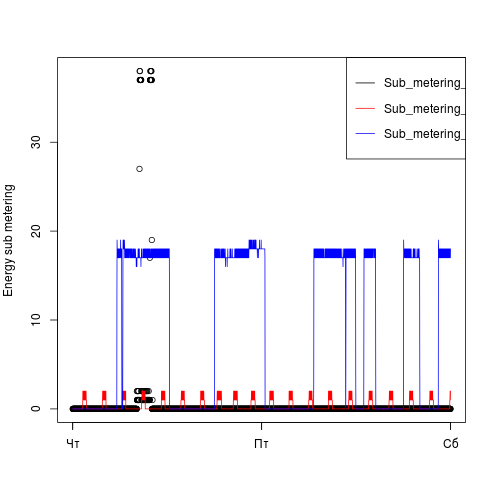 Energy sub metering
30
20
10
0
Чт
Пт
Сб
Sub_metering_
Sub_metering_
Sub_metering_